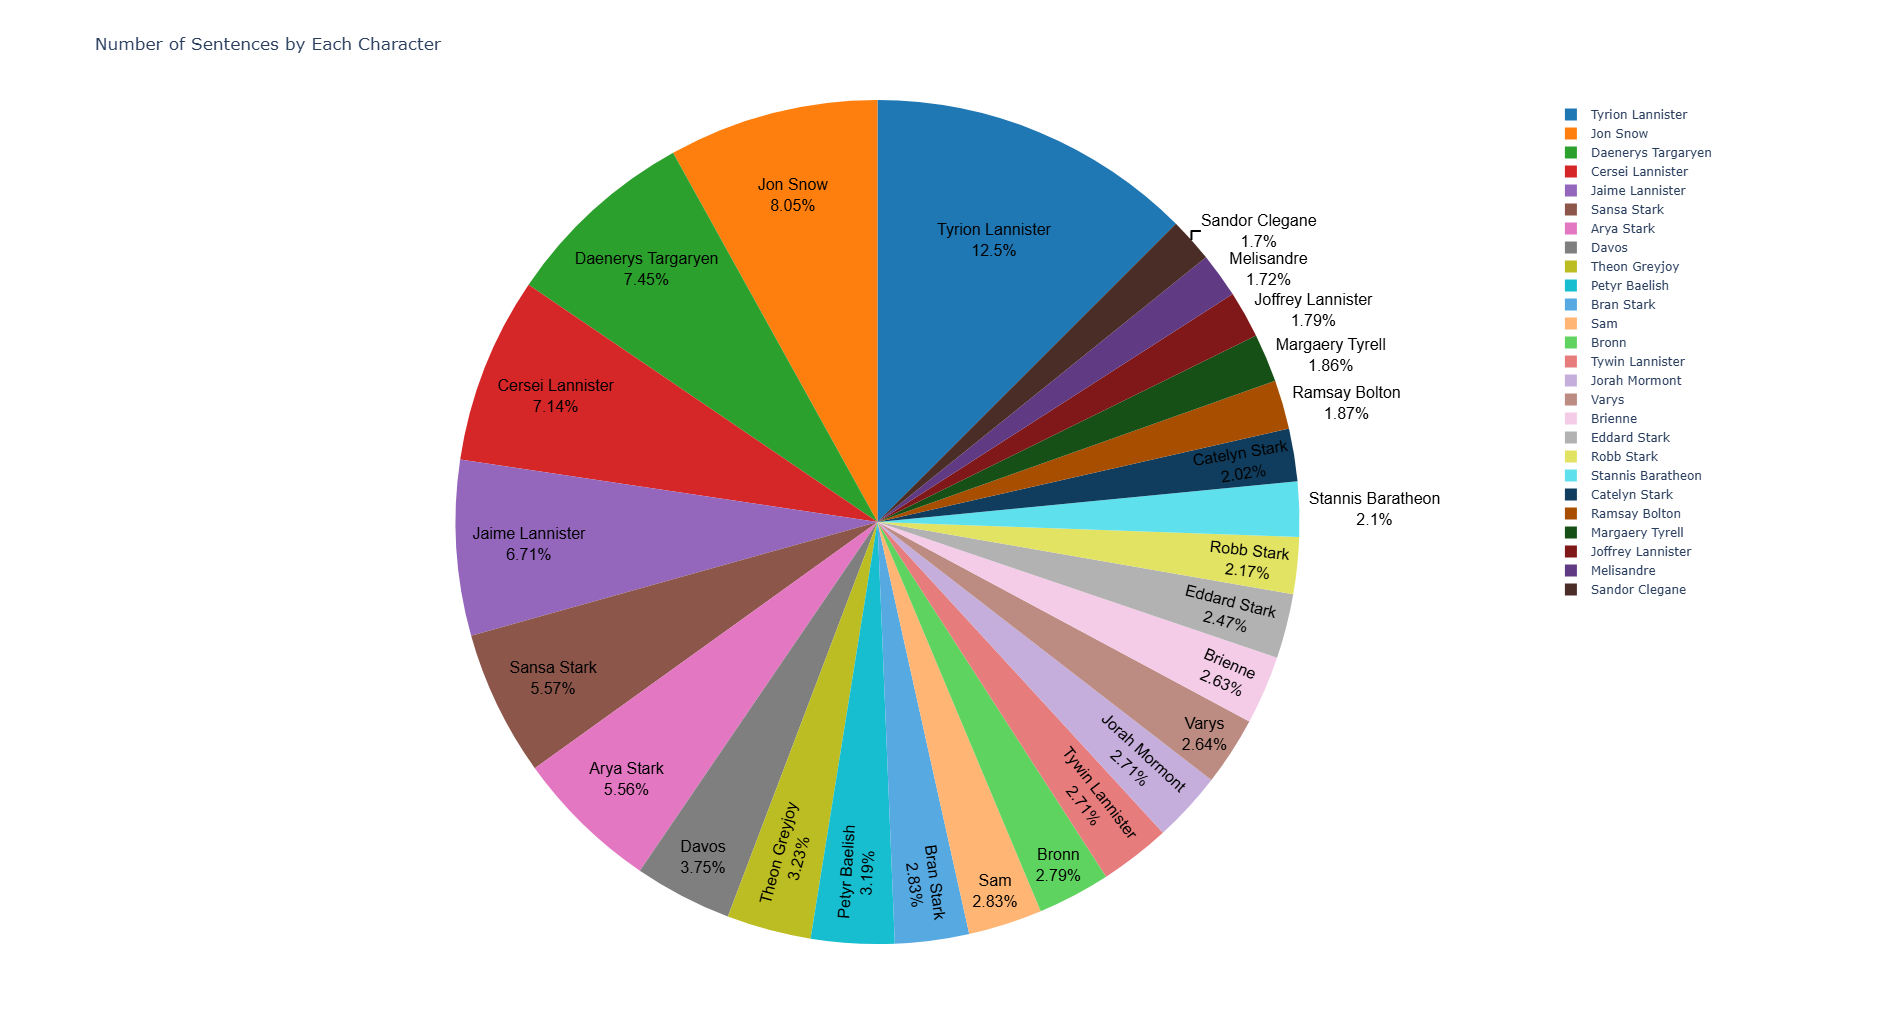 Number of Sentences by Each Character
Jon Snow
8.05%
Tyrion Lannister
12.5%
Sandor Clegane
1.7%
Melisandre
1.72%
Joffrey Lannister
1.79%
Margaery Tyrell
1.86%
Ramsay Bolton
1.87%
Catelyn Stark
2.02%
Stannis Baratheon
2.1%
Robb Stark
2.17%
Eddard Stark
2.47%
Brienne
2.63%
Varys
2.64%
Jorah Mormont
2.71%
Tywin Lannister
2.71%
Bronn
2.79%
Sam
2.83%
Bran Stark
2.83%
Petyr Baelish
3.19%
Theon Greyjoy
3.23%
Davos
3.75%
Arya Stark
5.56%
Sansa Stark
5.57%
Jaime Lannister
6.71%
Cersei Lannister
7.14%
Daenerys Targaryen
7.45%
Tyrion Lannister
Jon Snow
Daenerys Targaryen
Cersei Lannister
Jaime Lannister
Sansa Stark
Arya Stark
Davos
Theon Greyjoy
Petyr Baelish
Bran Stark
Sam
Bronn
Tywin Lannister
Jorah Mormont
Varys
Brienne
Eddard Stark
Robb Stark
Stannis Baratheon
Catelyn Stark
Ramsay Bolton
Margaery Tyrell
Joffrey Lannister
Melisandre
Sandor Clegane